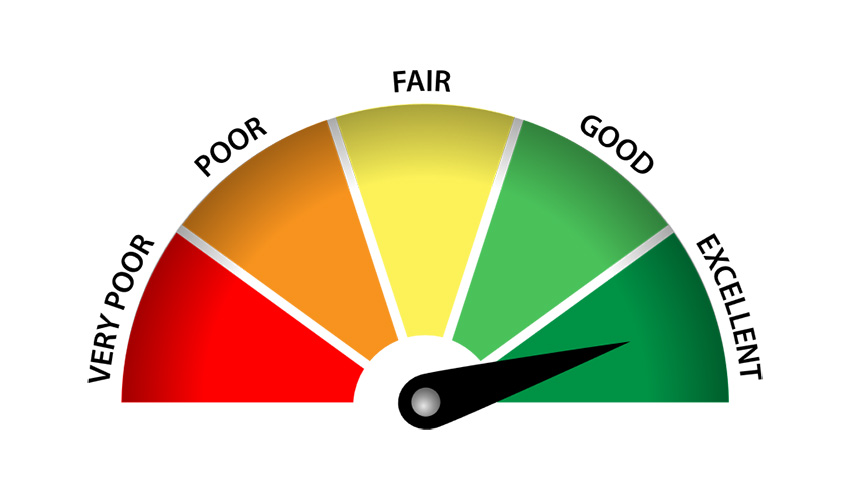 VERY POOR
POOR
FAIR
GOOD
EXCELLENT